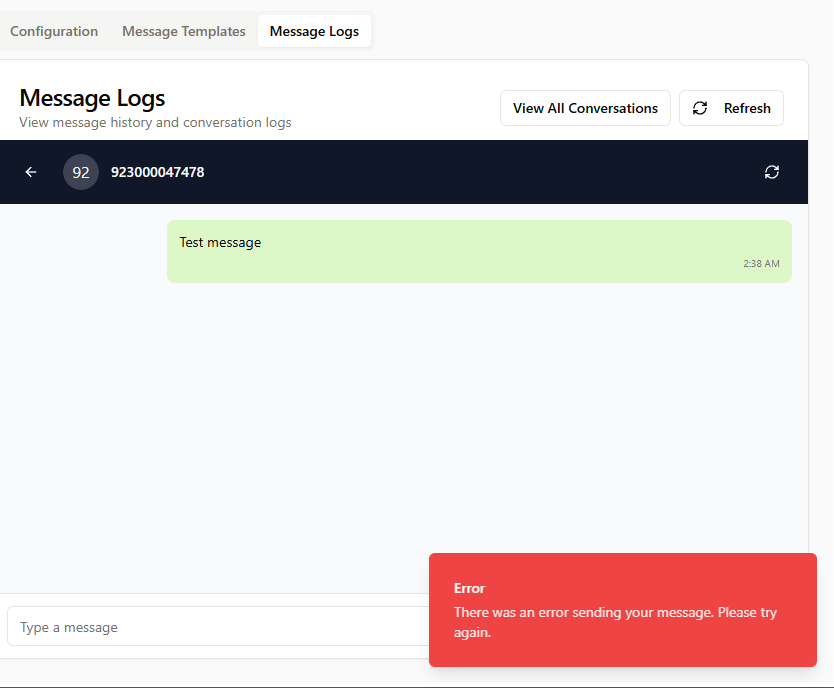 Configuration Message Templates Message Logs
Message Logs
View message history and conversation logs
View All Conversations Refresh
92 923000047478
Test message
2:38 AM
Error
There was an error sending your message. Please try
again.
Type a message